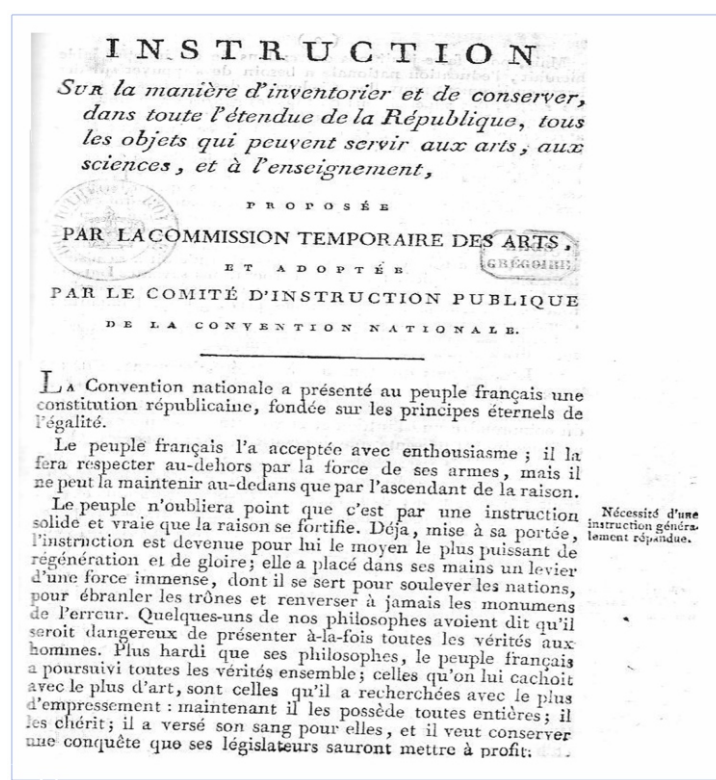 INSTRUCTION
SUR la manière d'inventorier et de conserver,
dans toute l'étendue de la République, tous
les objets qui peuvent servir aux arts, aux
sciences, et à l'enseignement,
PROPOSÉE
PAR LA COMMISSION TEMPORAIRE DES ARTS,
ET ADOPTÉE
GRÉGOIRE
PAR LE COMITÉ D'INSTRUCTION PUBLIQUE
DE LA CONVENTION NATIONALE.
LA Convention nationale a présenté au peuple français une
constitution républicaine, fondée sur les principes éternels de
l'égalité.
Le peuple français l'a acceptée avec enthousiasme ; il la
fera respecter au-dehors par la force de ses armes, mais il
ne peut la maintenir au-dedans que par l'ascendant de la raison.
Le peuple n'oubliera point que c'est par une instruction
solide et vraie que la raison se fortifie. Déja, mise à sa portée,
l'instruction est devenue pour lui le moyen le plus puissant de
régénération et de gloire ; elle a placé dans ses mains un levier
d'une force immense, dont il se sert pour soulever les nations,
pour ébranler les trônes et renverser à jamais les monumens
de l'erreur. Quelques-uns de nos philosophes avoient dit qu'il
seroit dangereux de présenter à-la-fois toutes les vérités aux
hommes. Plus hardi que ses philosophes, le peuple français
a poursuivi toutes les vérités ensemble ; celles qu'on lui cachoit
avec le plus d'art, sont celles qu'il a recherchées avec le plus
d'empressement : maintenant il les possède toutes entières ; il
les chérit ; il a versé son sang pour elles, et il veut conserver
une conquête que ses législateurs sauront mettre à profit.
Nécessité d'une
instruction généra-
lement répandue.